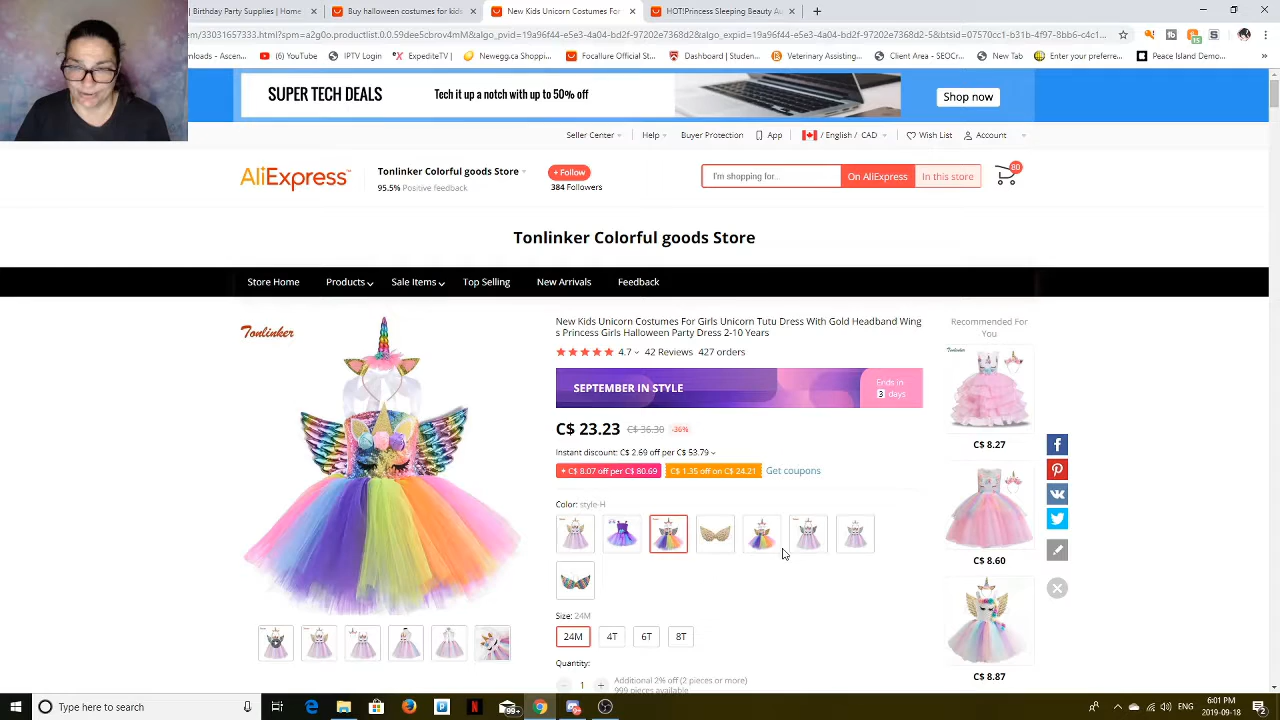 | Birthday Party Supplies
Buy halloween costumes for kids
New Kids Unicorn Costumes For
HOT!Princess Sleeping Beauty Au
em/33031657333.html?spm=a2g0o.productlist.0.0.59dee5cbrov4mM&algo_pvid=19a96f44-e5e3-4a04-bd2f-97202e7368d2&algo_expid=19a96f44-e5e3-4a04-bd2f-97202e7368d2-58&btsid=07570cc1-b31b-4f97-8bb6-c4c1...
(6) YouTube
IPTV Login
ExpediteTV |
Newegg.ca Shoppi...
Focallure Official St...
Dashboard | Studen...
Veterinary Assisting...
Client Area - SEOCr...
New Tab
Enter your preferre...
Peace Island Demo...
SUPER TECH DEALS
Tech it up a notch with up to 50% off
Shop now
Seller Center
Help
Buyer Protection
App
/ English / CAD
Wish List
Account
AliExpress™
Tonlinker Colorful goods Store
+ Follow
95.5% Positive feedback
384 Followers
I'm shopping for...
On AliExpress
In this store
80
Tonlinker Colorful goods Store
Store Home
Products
Sale Items
Top Selling
New Arrivals
Feedback
Tonlinker
New Kids Unicorn Costumes For Girls Unicorn Tutu Dress With Gold Headband Wing
s Princess Girls Halloween Party Dress 2-10 Years
4.7
42 Reviews
427 orders
SEPTEMBER IN STYLE
Ends in
3 days
C$ 23.23
C$ 36.30
-36%
Instant discount: C$ 2.69 off per C$ 53.79
C$ 8.07 off per C$ 80.69
C$ 1.35 off on C$ 24.21
Get coupons
Color: style-H
Size: 24M
24M
4T
6T
8T
Quantity:
1
Additional 2% off (2 pieces or more)
999 pieces available
Recommended For
You
C$ 8.27
C$ 8.60
C$ 8.87
Type here to search
99+
6:01 PM
2019-09-18